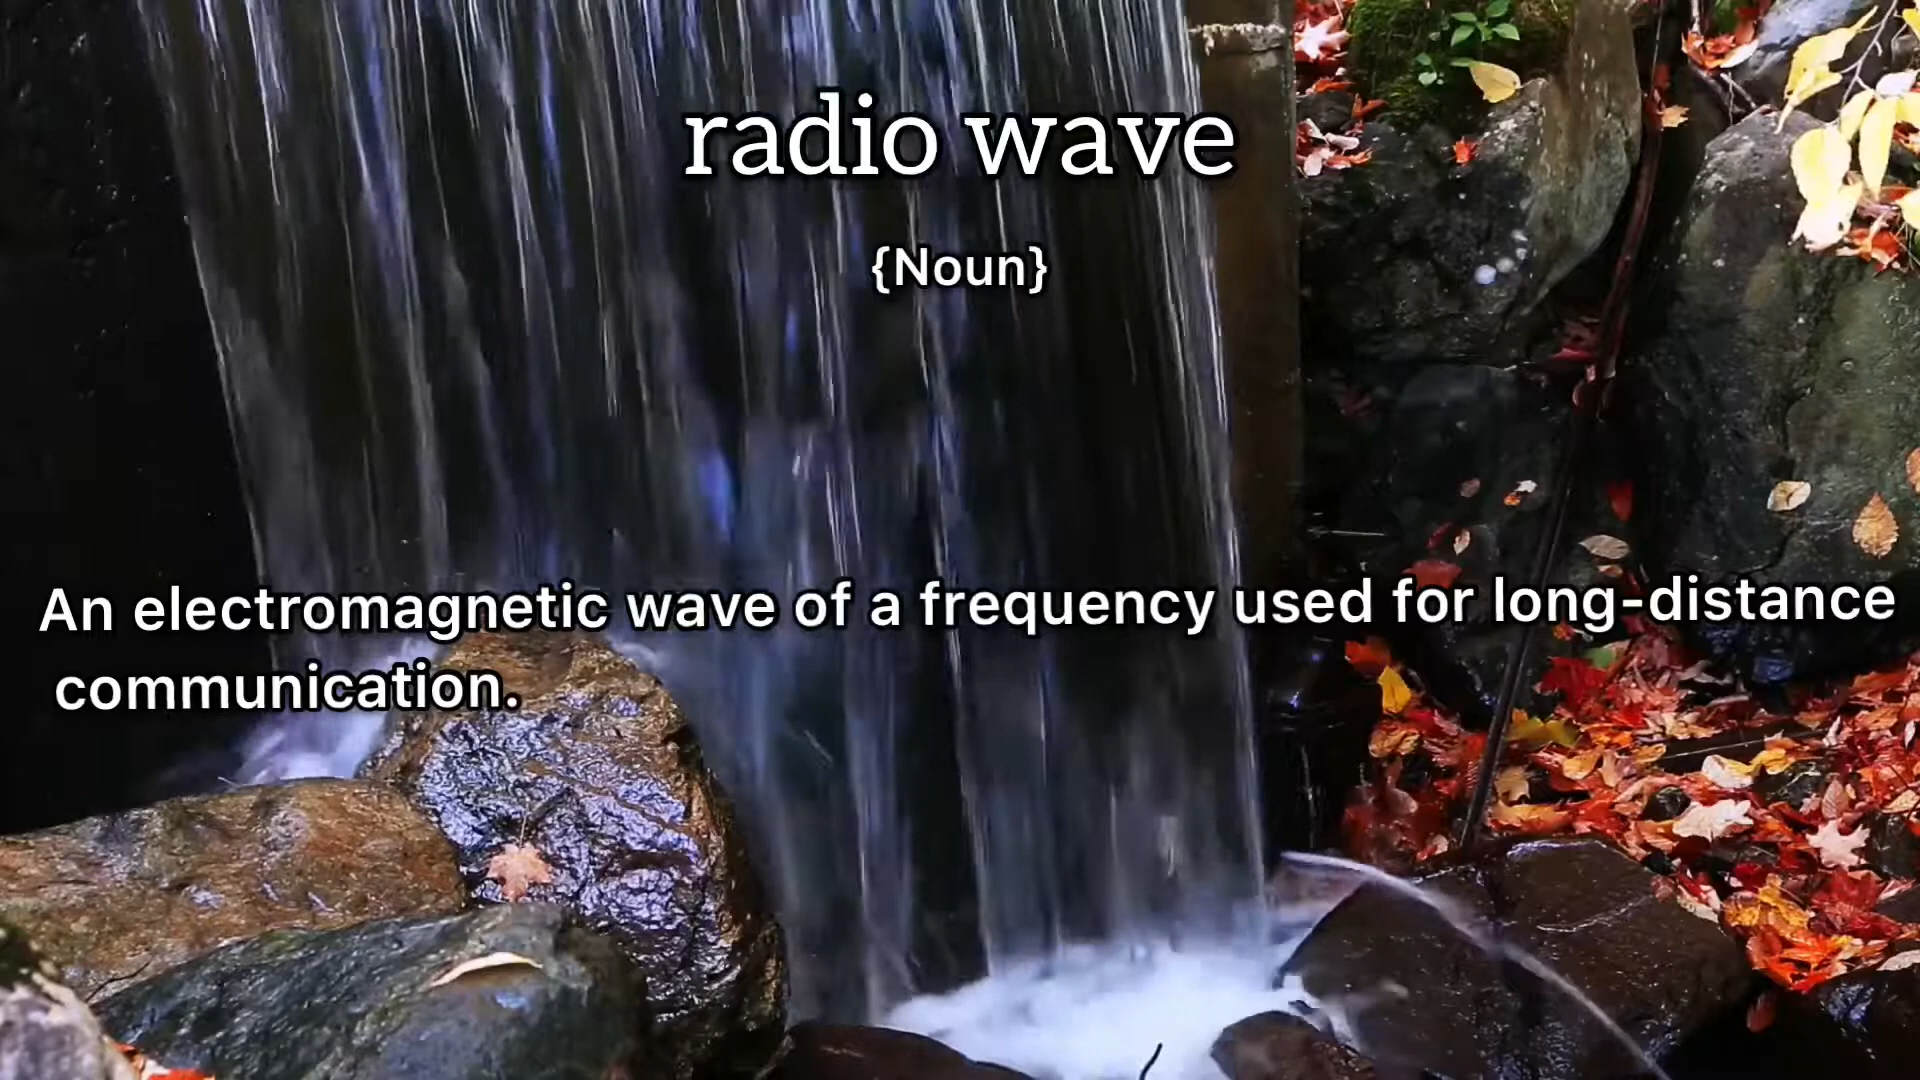 radio wave
{Noun}
An electromagnetic wave of a frequency used for long-distance
communication.